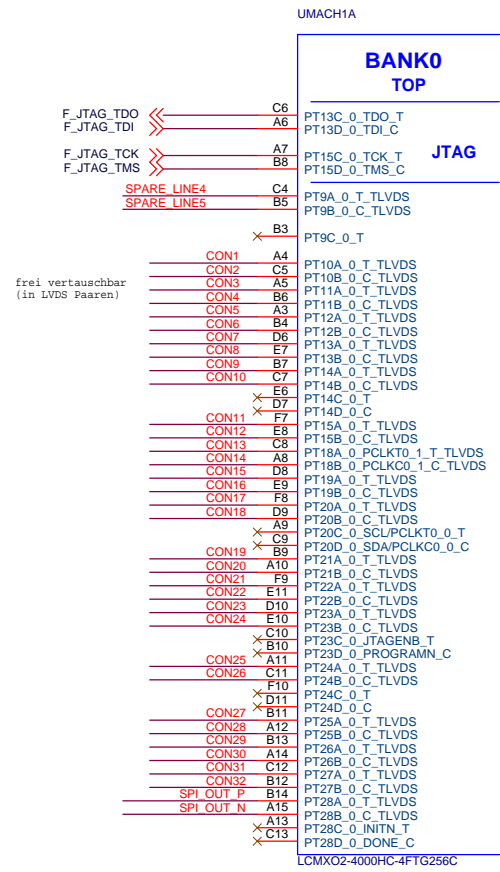 UMACH1A
BANK0
TOP
JTAG
F_JTAG_TDO C6 PT13C_0_TDO_T
F_JTAG_TDI A6 PT13D_0_TDI_C
F_JTAG_TCK A7 PT15C_0_TCK_T
F_JTAG_TMS B8 PT15D_0_TMS_C
SPARE_LINE4 C4 PT9A_0_T_TLVDS
SPARE_LINE5 B5 PT9B_0_C_TLVDS
B3 PT9C_0_T
frei vertauschbar
(in LVDS Paaren)
CON1 A4 PT10A_0_T_TLVDS
CON2 C5 PT10B_0_C_TLVDS
CON3 A5 PT11A_0_T_TLVDS
CON4 B6 PT11B_0_C_TLVDS
CON5 A3 PT12A_0_T_TLVDS
CON6 B4 PT12B_0_C_TLVDS
CON7 D6 PT13A_0_T_TLVDS
CON8 E7 PT13B_0_C_TLVDS
CON9 B7 PT14A_0_T_TLVDS
CON10 C7 PT14B_0_C_TLVDS
E6 PT14C_0_T
D7 PT14D_0_C
CON11 F7 PT15A_0_T_TLVDS
CON12 E8 PT15B_0_C_TLVDS
CON13 C8 PT18A_0_PCLKT0_1_T_TLVDS
CON14 A8 PT18B_0_PCLKC0_1_C_TLVDS
CON15 D8 PT19A_0_T_TLVDS
CON16 E9 PT19B_0_C_TLVDS
CON17 F8 PT20A_0_T_TLVDS
CON18 D9 PT20B_0_C_TLVDS
A9 PT20C_0_SCL/PCLKT0_0_T
C9 PT20D_0_SDA/PCLKC0_0_C
CON19 B9 PT21A_0_T_TLVDS
CON20 A10 PT21B_0_C_TLVDS
CON21 F9 PT22A_0_T_TLVDS
CON22 E11 PT22B_0_C_TLVDS
CON23 D10 PT23A_0_T_TLVDS
CON24 E10 PT23B_0_C_TLVDS
C10 PT23C_0_JTAGENB_T
B10 PT23D_0_PROGRAMN_C
CON25 A11 PT24A_0_T_TLVDS
CON26 C11 PT24B_0_C_TLVDS
F10 PT24C_0_T
D11 PT24D_0_C
CON27 B11 PT25A_0_T_TLVDS
CON28 A12 PT25B_0_C_TLVDS
CON29 B13 PT26A_0_T_TLVDS
CON30 A14 PT26B_0_C_TLVDS
CON31 C12 PT27A_0_T_TLVDS
CON32 B12 PT27B_0_C_TLVDS
SPI_OUT_P B14 PT28A_0_T_TLVDS
SPI_OUT_N A15 PT28B_0_C_TLVDS
A13 PT28C_0_INITN_T
C13 PT28D_0_DONE_C
LCMXO2-4000HC-4FTG256C